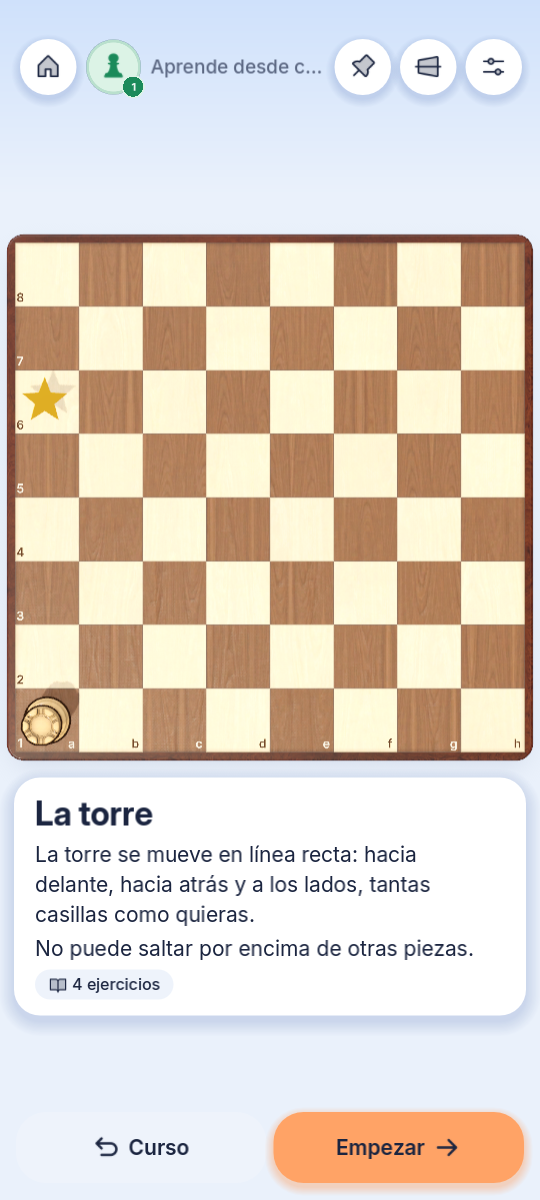 1
Aprende desde c...
8
7
6
5
4
3
2
1 a b c d e f g h
La torre
La torre se mueve en línea recta: hacia
delante, hacia atrás y a los lados, tantas
casillas como quieras.
No puede saltar por encima de otras piezas.
4 ejercicios
Curso
Empezar